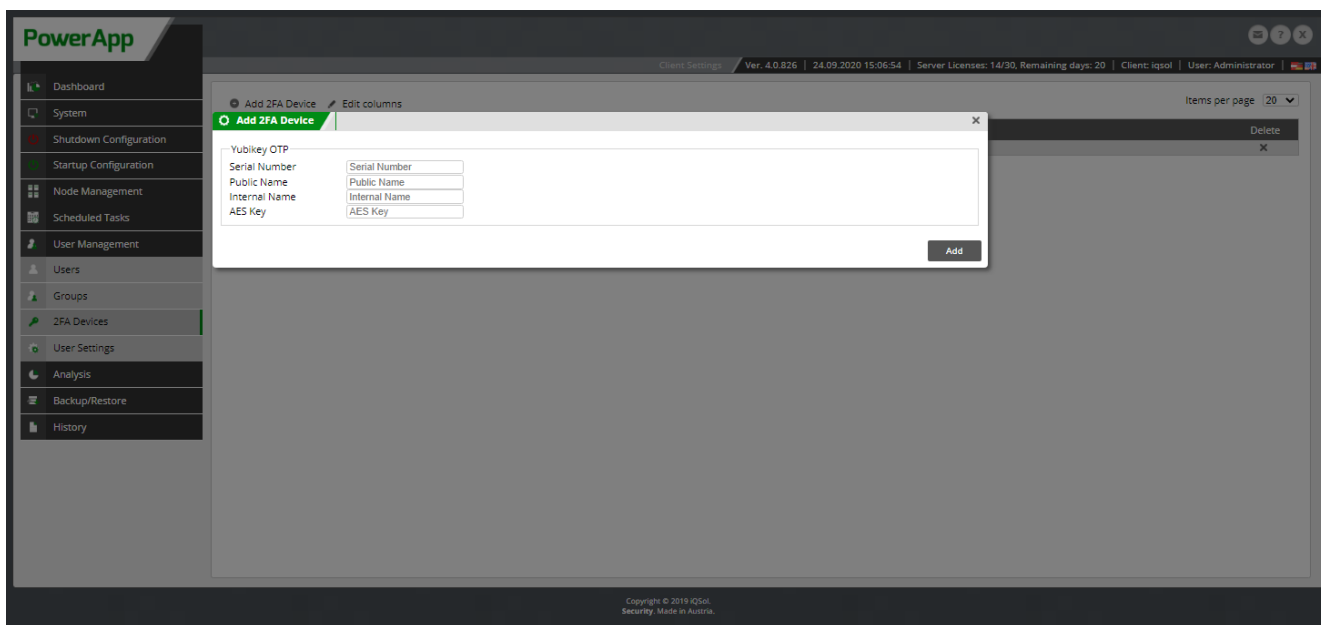 PowerApp
Client Settings Ver. 4.0.826 | 24.09.2020 15:06:54 | Server Licenses: 14/30, Remaining days: 20 | Client: iqsol | User: Administrator |
Dashboard
System
Shutdown Configuration
Startup Configuration
Node Management
Scheduled Tasks
User Management
Users
Groups
2FA Devices
User Settings
Analysis
Backup/Restore
History
Add 2FA Device Edit columns
Items per page 20
Delete
Add 2FA Device
Yubikey OTP
Serial Number Serial Number
Public Name Public Name
Internal Name Internal Name
AES Key AES Key
Add
Copyright © 2019 iQSol.
Security. Made in Austria.